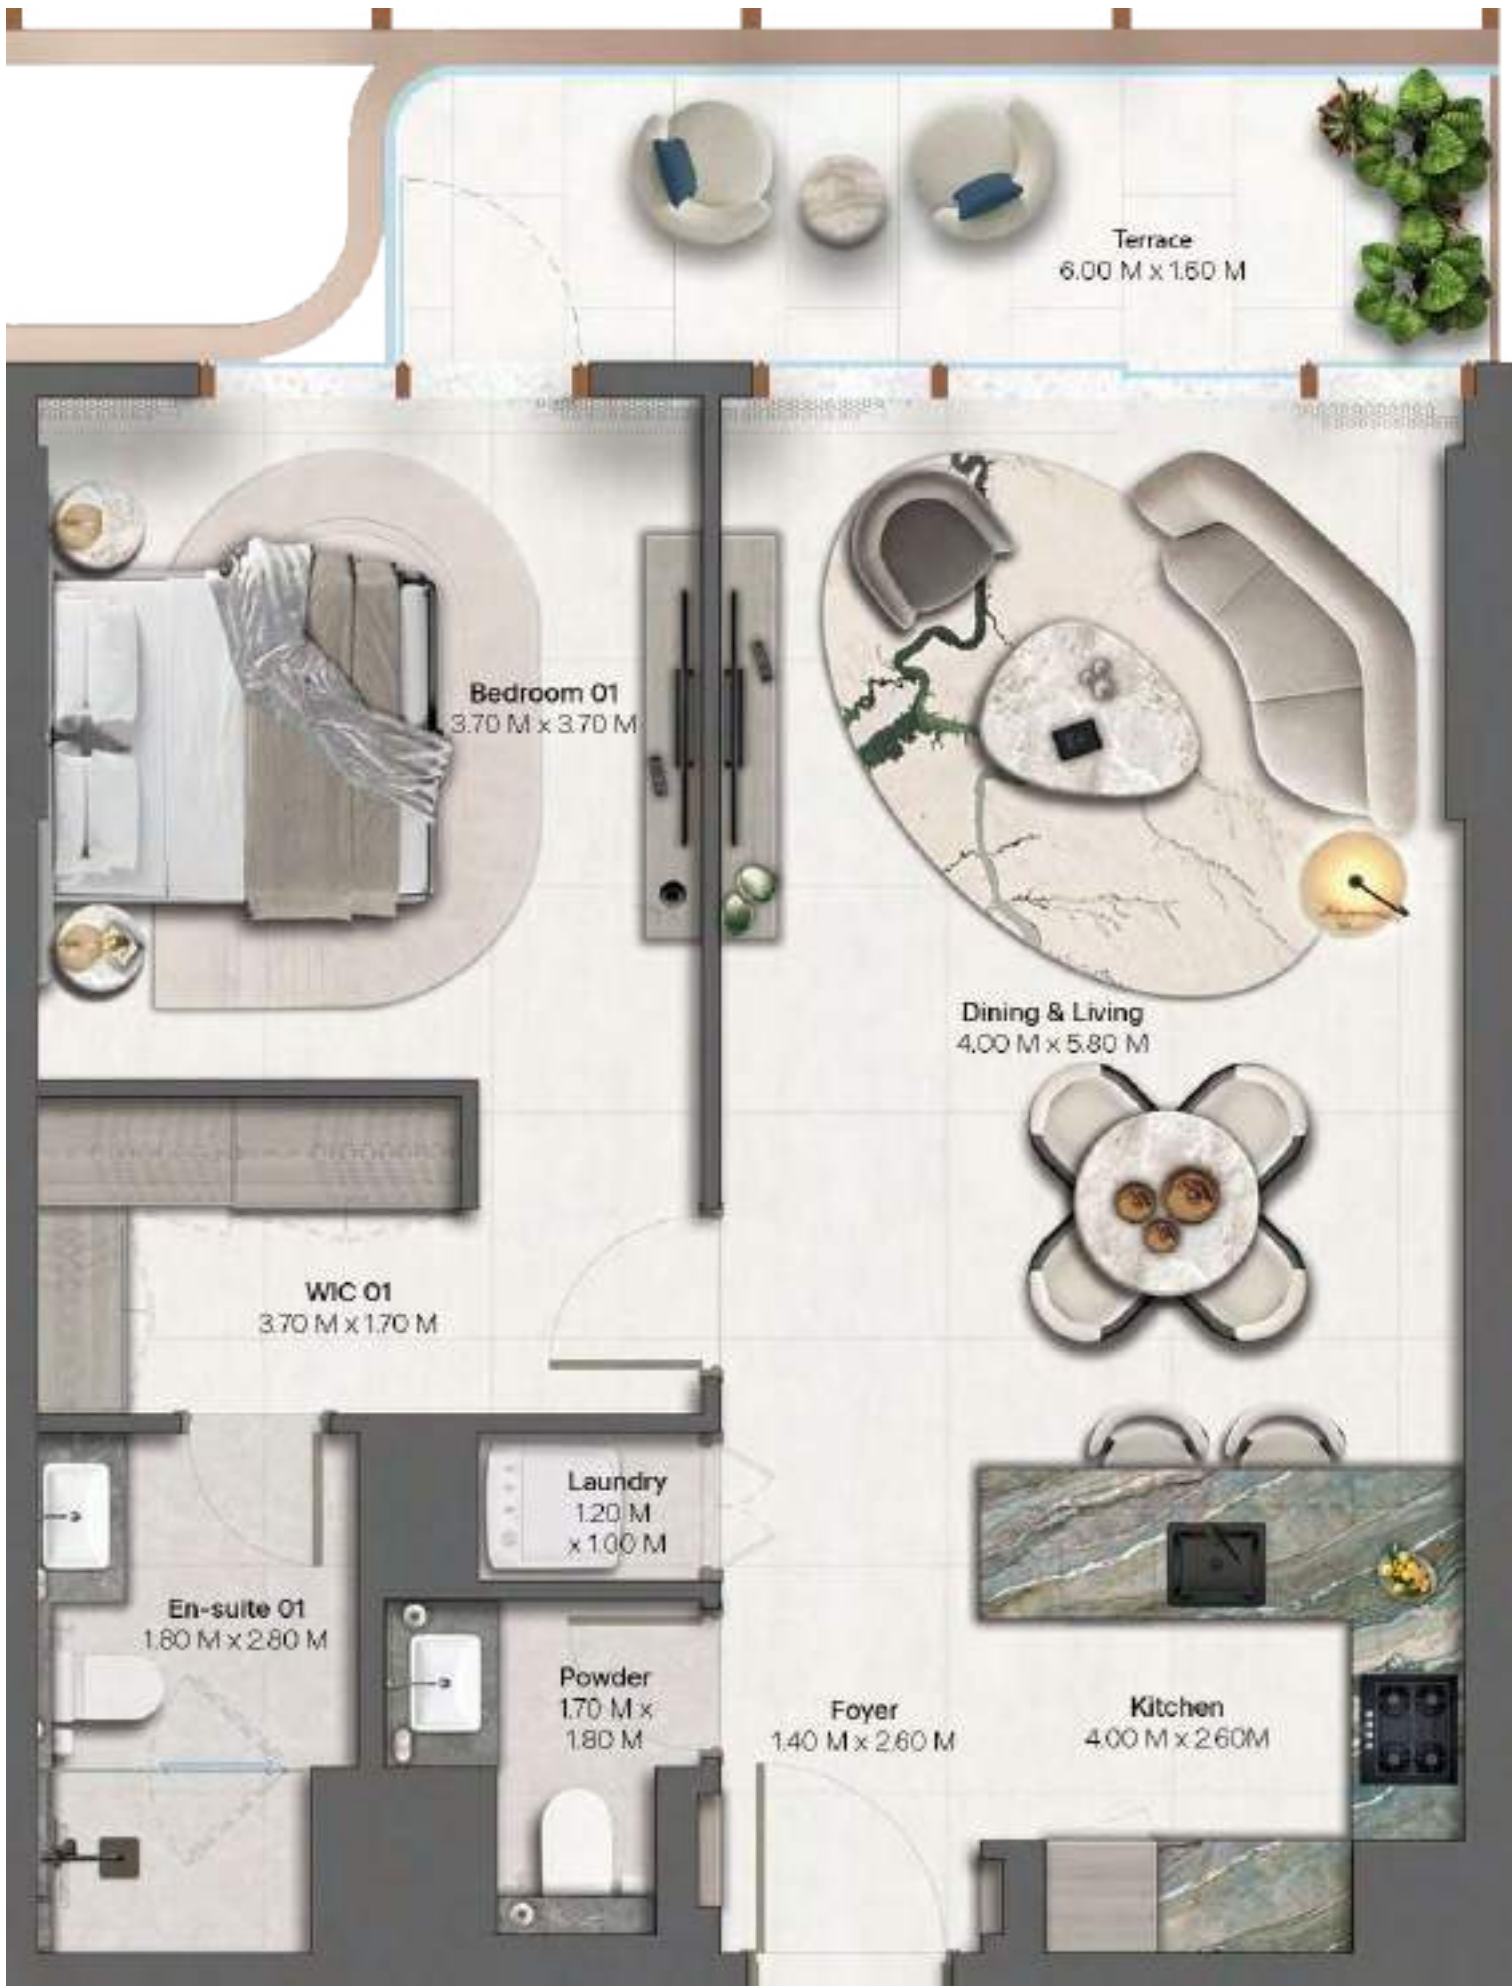 Terrace
6.00 M x 1.60 M
Bedroom 01
3.70 M x 3.70 M
Dining & Living
4.00 M x 5.80 M
WIC 01
3.70 M x 1.70 M
Laundry
1.20 M
x 1.00 M
En-suite 01
1.80 M x 2.80 M
Powder
1.70 M x
1.80 M
Foyer
1.40 M x 2.60 M
Kitchen
4.00 M x 2.60M